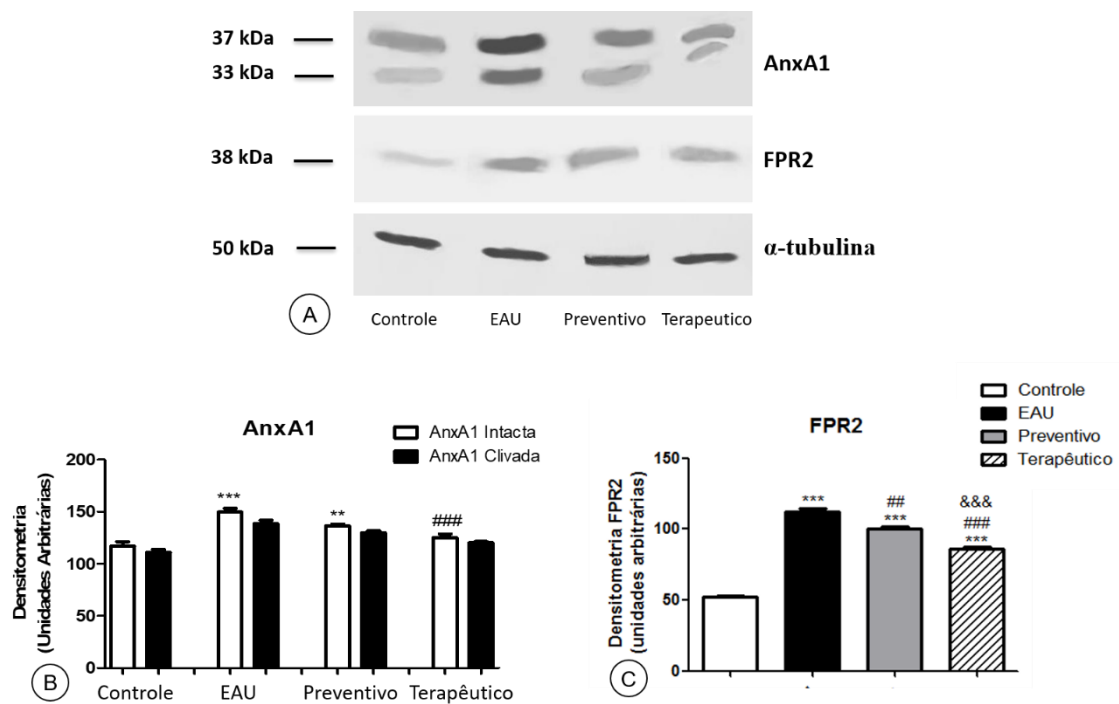 37 kDa
33 kDa
AnxA1
38 kDa
FPR2
50 kDa
α-tubulina
A
Controle EAU Preventivo Terapeutico
AnxA1
AnxA1 Intacta
AnxA1 Clivada
Densitometria
(Unidades Arbitrárias)
200
150
100
50
0
***
**
###
Controle EAU Preventivo Terapêutico
B
Controle
EAU
Preventivo
Terapêutico
FPR2
Densitometria FPR2
(unidades arbitrárias)
150
100
50
0
***
##
***
&&&
###
***
C